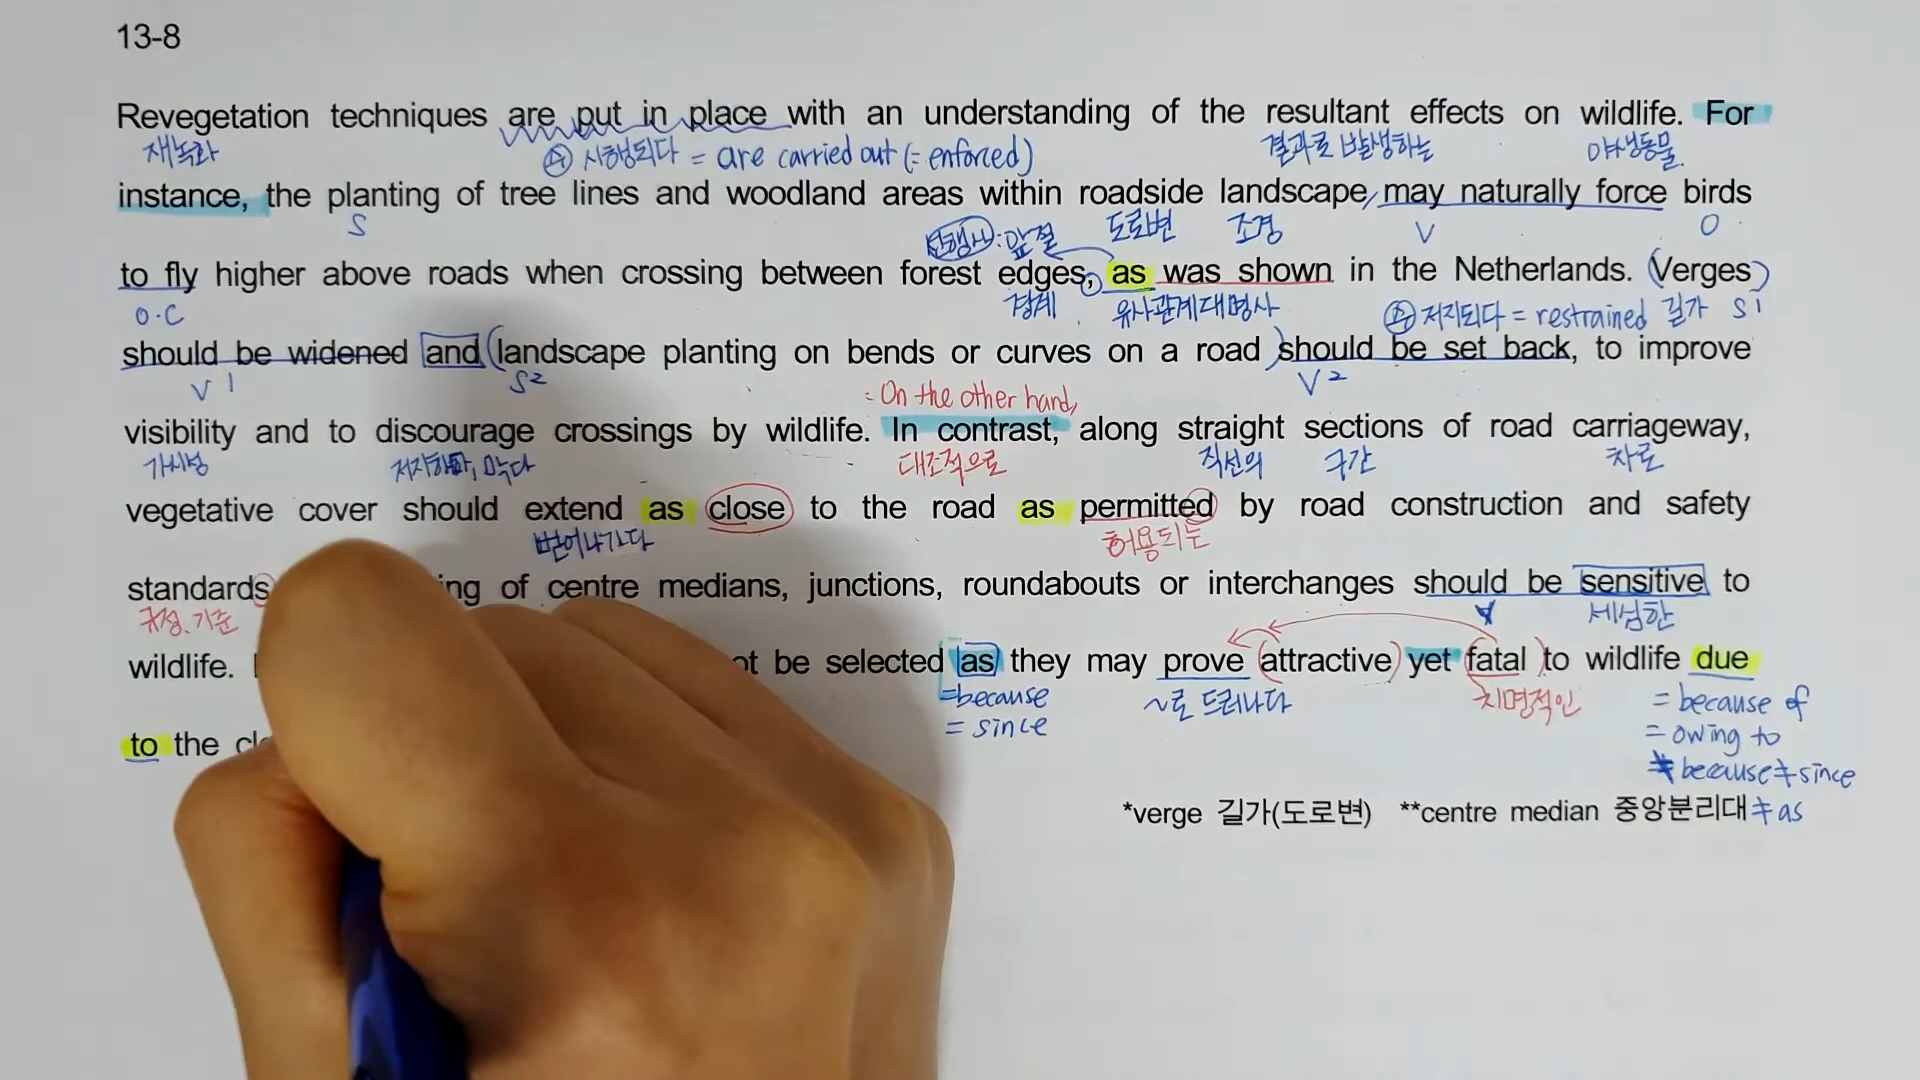 13-8
Revegetation techniques are put in place with an understanding of the resultant effects on wildlife. For
재녹화 시행되다 = are carried out (= enforced) 결과로 발생하는 야생동물
instance, the planting of tree lines and woodland areas within roadside landscape, may naturally force birds
S 선행사: 앞절 도로변 조경 V O
to fly higher above roads when crossing between forest edges, as was shown in the Netherlands. (Verges)
O·C 경계 유사관계대명사 저지되다 = restrained 길가 S1
should be widened and (landscape planting on bends or curves on a road) should be set back, to improve
V1 S2 V2
= On the other hand,
visibility and to discourage crossings by wildlife. In contrast, along straight sections of road carriageway,
가시성 저지하다, 막다 대조적으로 직선의 구간 차로
vegetative cover should extend as close to the road as permitted by road construction and safety
뻗어나가다 허용되는
standards of centre medians, junctions, roundabouts or interchanges should be sensitive to
규정, 기준 V 세심한
wildlife. be selected as they may prove (attractive) yet (fatal) to wildlife due
=because ~로 드러나다 치명적인 = because of
= since = owing to
≠ because ≠ since
to the
*verge 길가(도로변) **centre median 중앙분리대 ≠ as